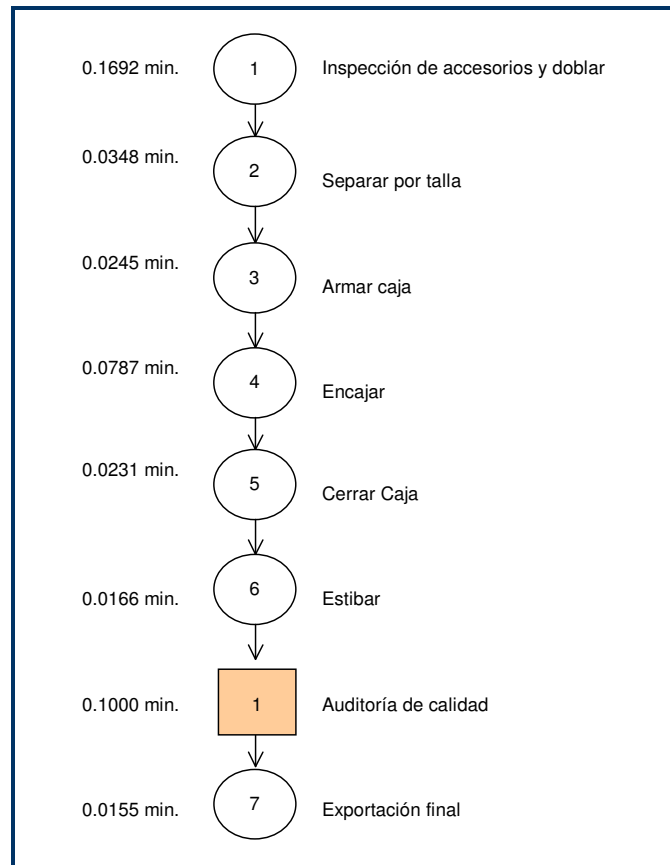 0.1692 min. 1 Inspección de accesorios y doblar
0.0348 min. 2 Separar por talla
0.0245 min. 3 Armar caja
0.0787 min. 4 Encajar
0.0231 min. 5 Cerrar Caja
0.0166 min. 6 Estibar
0.1000 min. 1 Auditoría de calidad
0.0155 min. 7 Exportación final